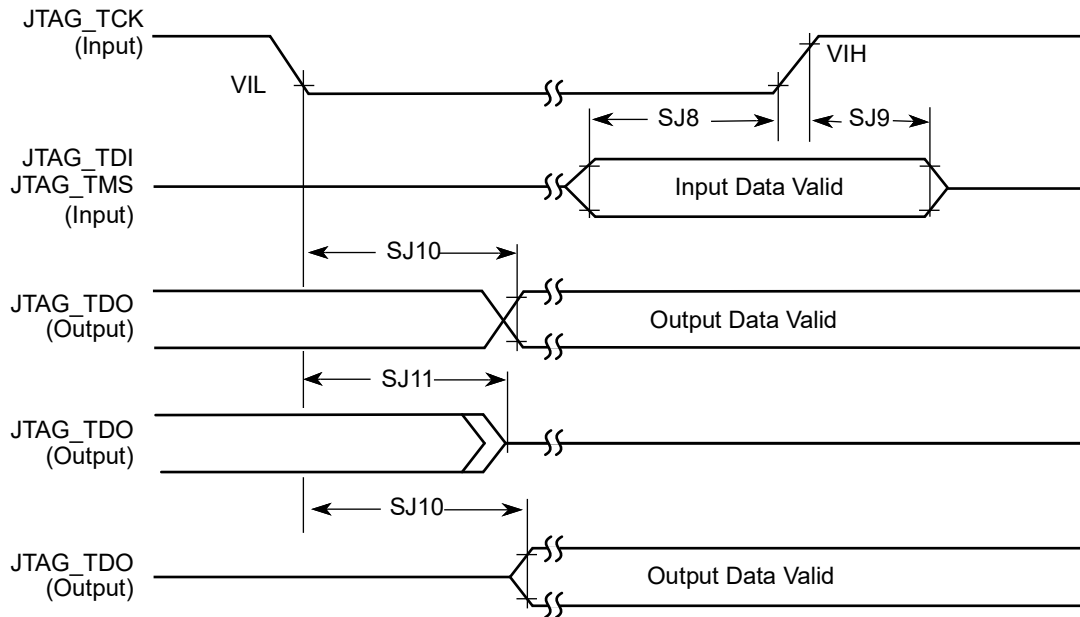 JTAG_TCK
(Input)
VIL
VIH
SJ8
SJ9
JTAG_TDI
JTAG_TMS
(Input)
Input Data Valid
SJ10
JTAG_TDO
(Output)
Output Data Valid
SJ11
JTAG_TDO
(Output)
SJ10
JTAG_TDO
(Output)
Output Data Valid